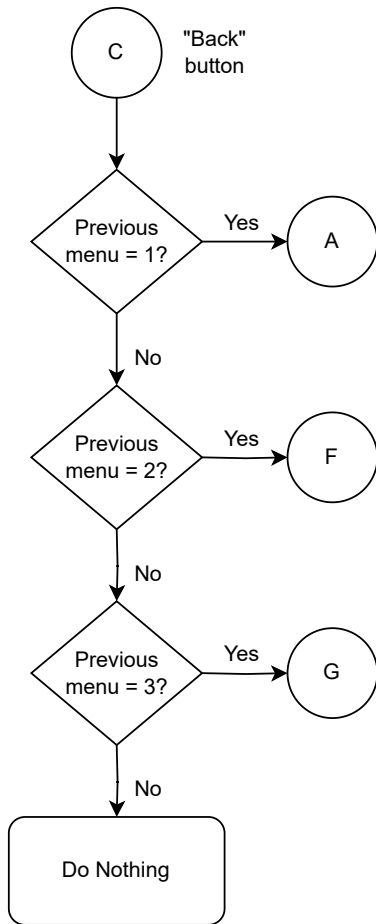 C
"Back"
button
Previous
menu = 1?
Yes
A
No
Previous
menu = 2?
Yes
F
No
Previous
menu = 3?
Yes
G
No
Do Nothing